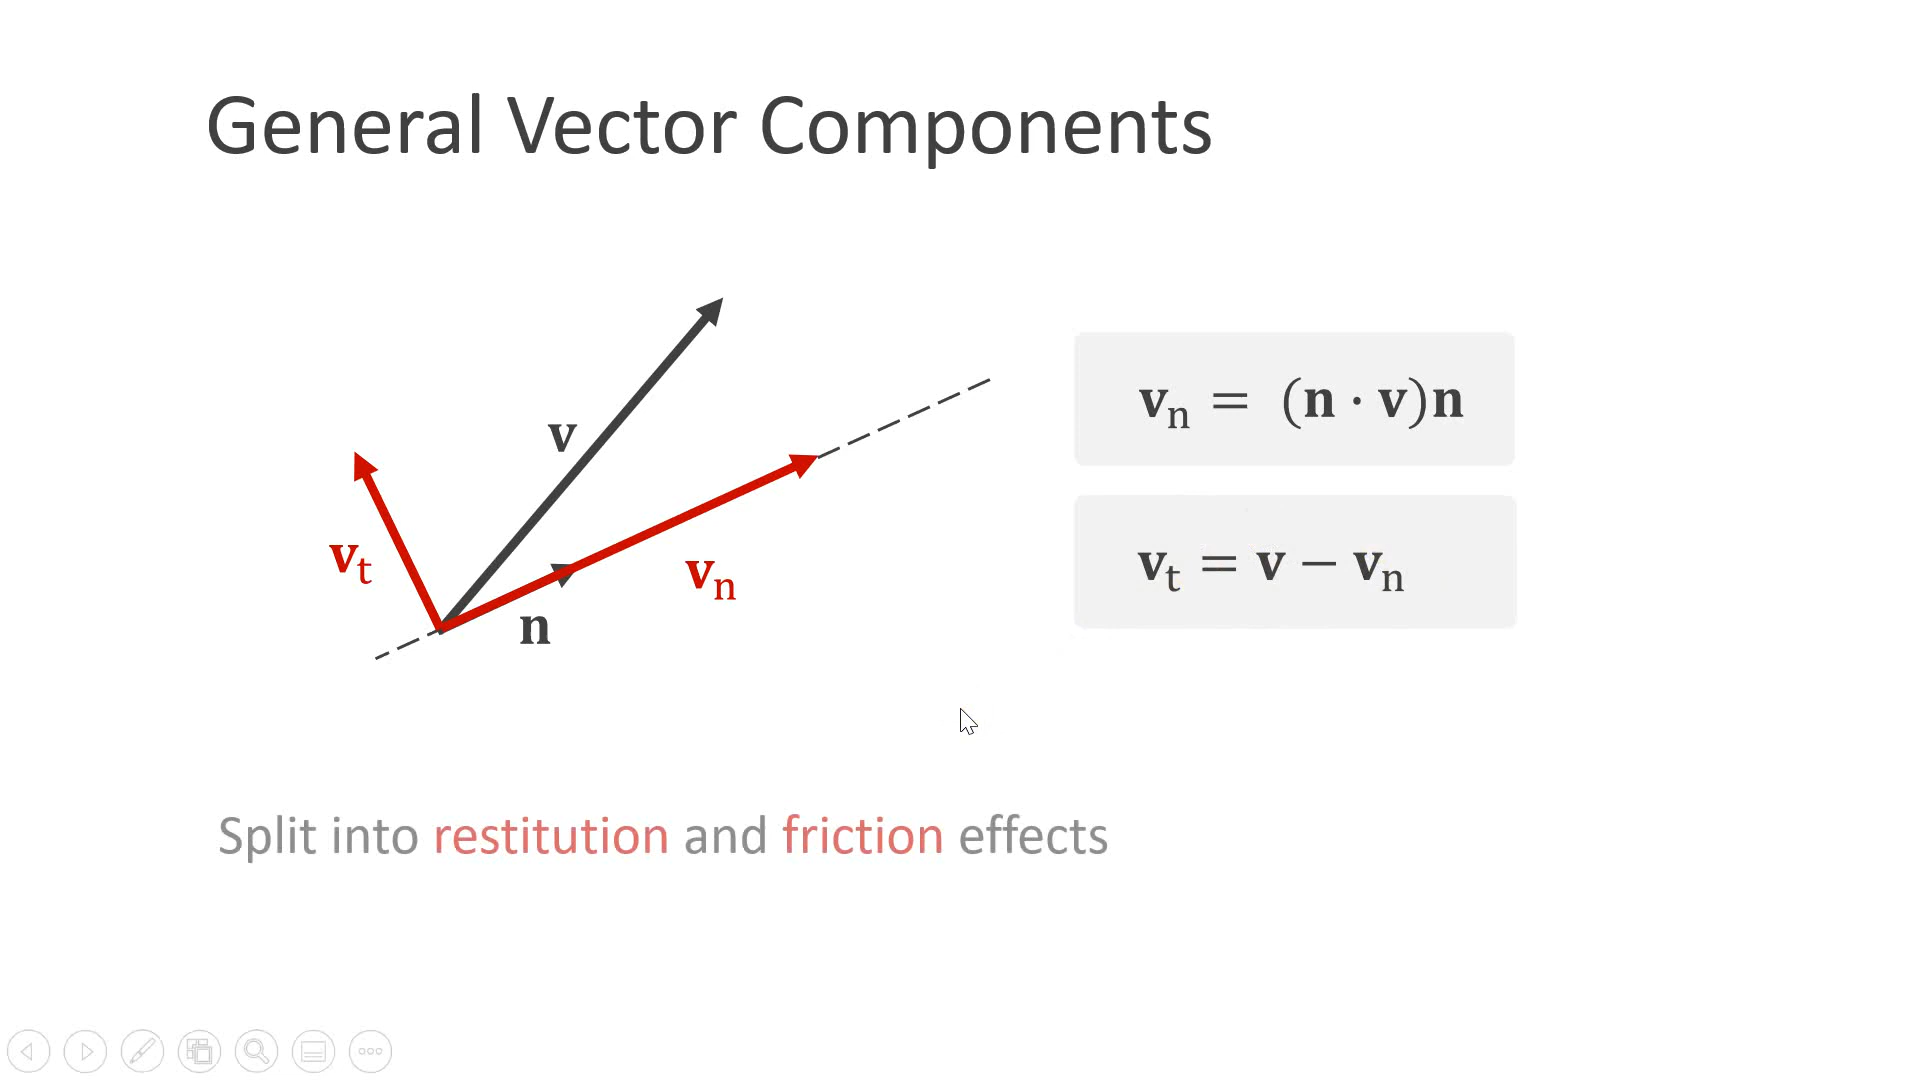 General Vector Components
v
vₜ
vₙ
n
vₙ = (n · v)n
vₜ = v − vₙ
Split into restitution and friction effects